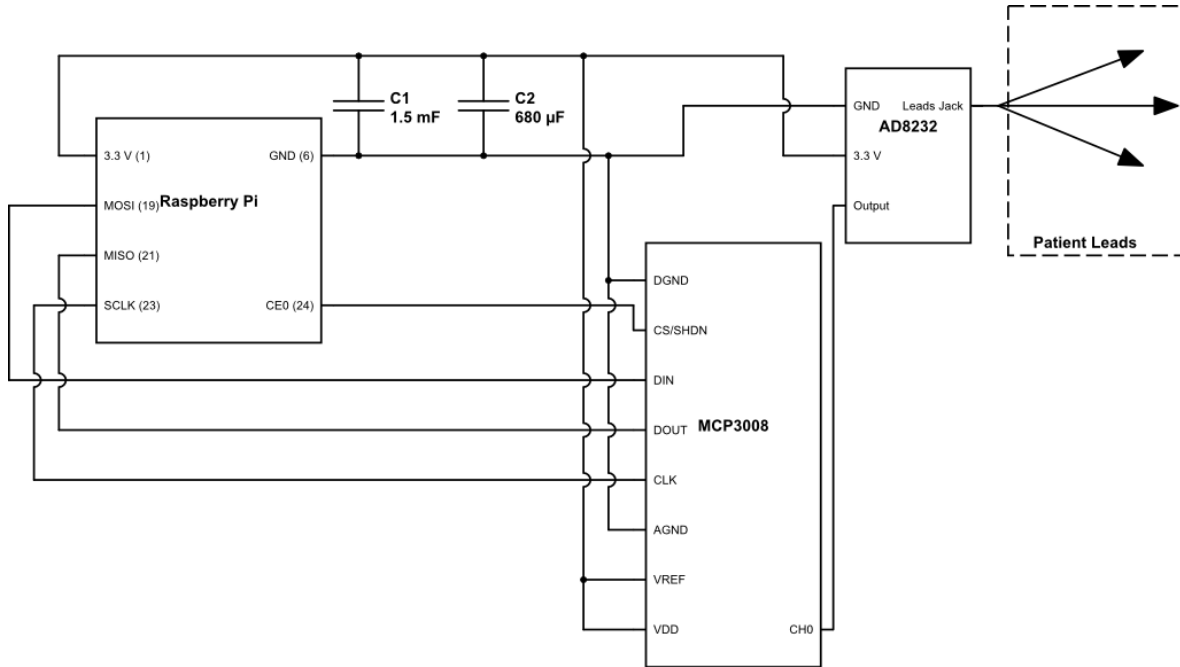 C1
1.5 mF
C2
680 µF
3.3 V (1)
GND (6)
Raspberry Pi
MOSI (19)
MISO (21)
SCLK (23)
CE0 (24)
GND
Leads Jack
AD8232
3.3 V
Output
Patient Leads
DGND
CS/SHDN
DIN
DOUT
MCP3008
CLK
AGND
VREF
VDD
CH0